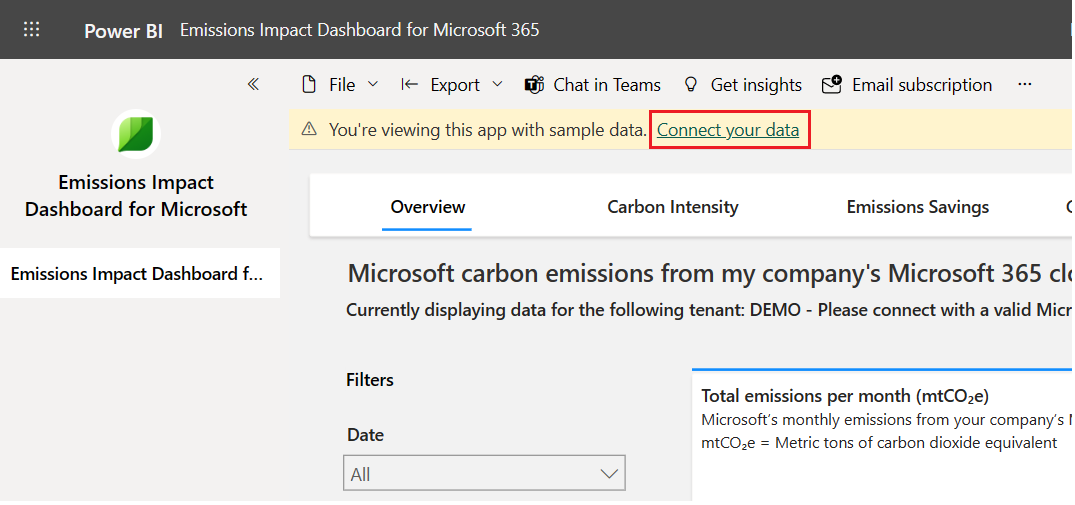 Power BI Emissions Impact Dashboard for Microsoft 365
File Export Chat in Teams Get insights Email subscription ...
You're viewing this app with sample data. Connect your data
Emissions Impact
Dashboard for Microsoft
Emissions Impact Dashboard f...
Overview Carbon Intensity Emissions Savings
Microsoft carbon emissions from my company's Microsoft 365
Currently displaying data for the following tenant: DEMO - Please connect with a valid
Filters
Date
All
Total emissions per month (mtCO₂e)
Microsoft's monthly emissions from your company's
mtCO₂e = Metric tons of carbon dioxide equivalent